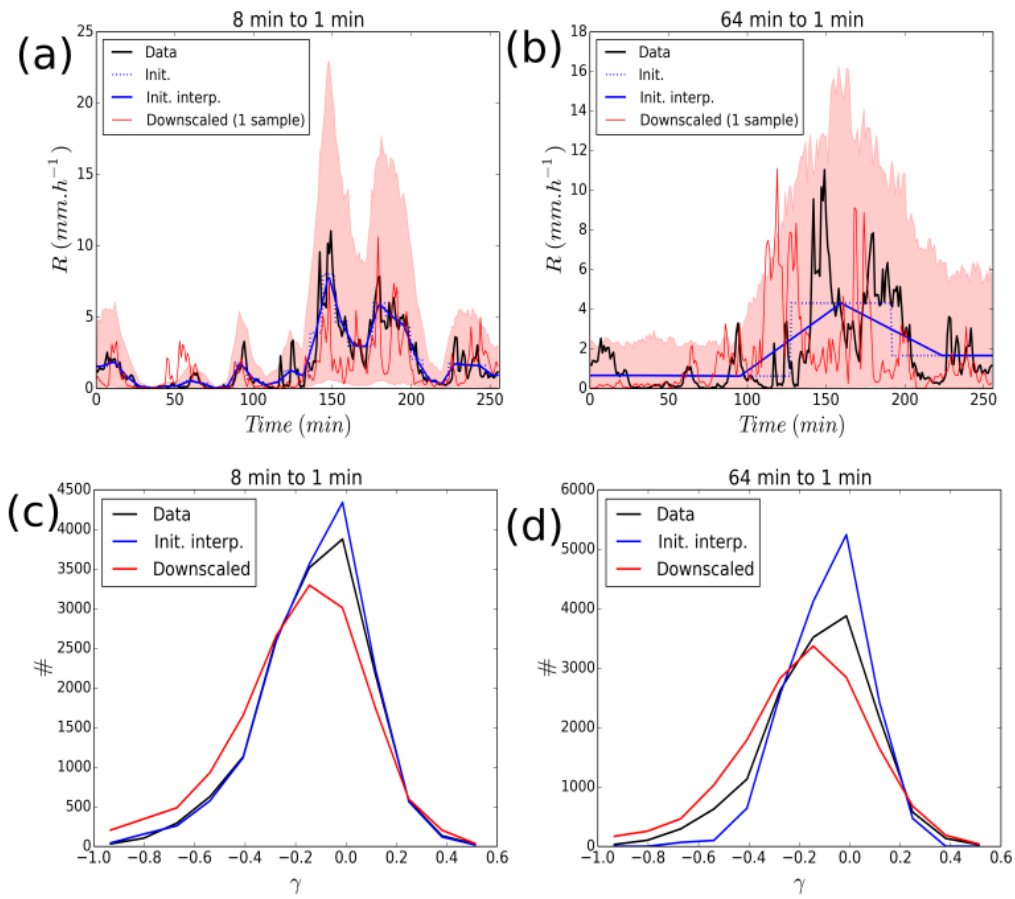 8 min to 1 min
(a)
Data
Init.
Init. interp.
Downscaled (1 sample)
25
20
15
10
5
0
R (mm.h⁻¹)
0 50 100 150 200 250
Time (min)
64 min to 1 min
(b)
Data
Init.
Init. interp.
Downscaled (1 sample)
18
16
14
12
10
8
6
4
2
0
R (mm.h⁻¹)
0 50 100 150 200 250
Time (min)
8 min to 1 min
(c)
Data
Init. interp.
Downscaled
4500
4000
3500
3000
2500
2000
1500
1000
500
0
#
−1.0 −0.8 −0.6 −0.4 −0.2 0.0 0.2 0.4 0.6
γ
64 min to 1 min
(d)
Data
Init. interp.
Downscaled
6000
5000
4000
3000
2000
1000
0
#
−1.0 −0.8 −0.6 −0.4 −0.2 0.0 0.2 0.4 0.6
γ